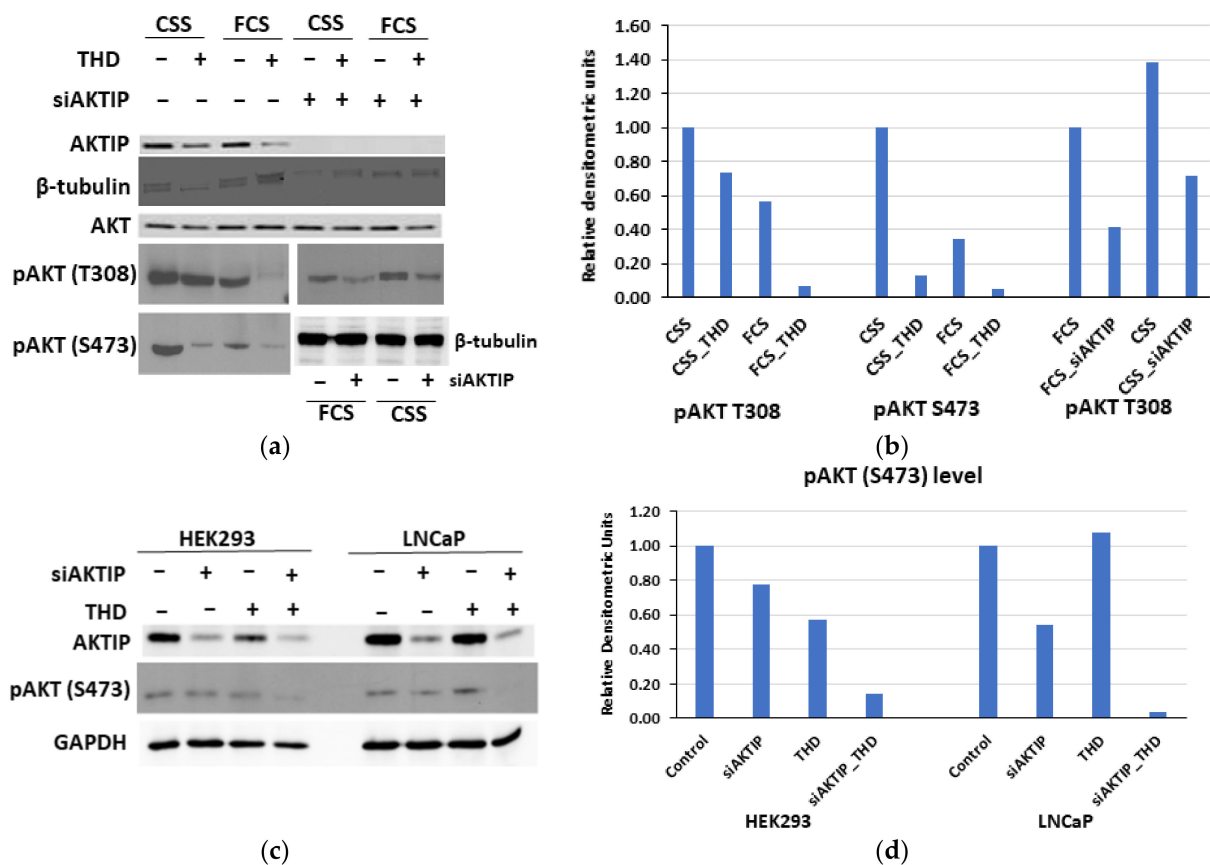 CSS FCS CSS FCS
THD – + – + – + – +
siAKTIP – – – – + + + +
AKTIP
β-tubulin
AKT
pAKT (T308)
pAKT (S473)
β-tubulin
– + – + siAKTIP
FCS CSS
(a)
Relative densitometric units
1.60
1.40
1.20
1.00
0.80
0.60
0.40
0.20
0.00
CSS CSS_THD FCS FCS_THD CSS CSS_THD FCS FCS_THD FCS FCS_siAKTIP CSS CSS_siAKTIP
pAKT T308 pAKT S473 pAKT T308
(b)
HEK293 LNCaP
siAKTIP – + – + – + – +
THD – – + + – – + +
AKTIP
pAKT (S473)
GAPDH
(c)
pAKT (S473) level
Relative Densitometric Units
1.20
1.00
0.80
0.60
0.40
0.20
0.00
Control siAKTIP THD siAKTIP_THD Control siAKTIP THD siAKTIP_THD
HEK293 LNCaP
(d)